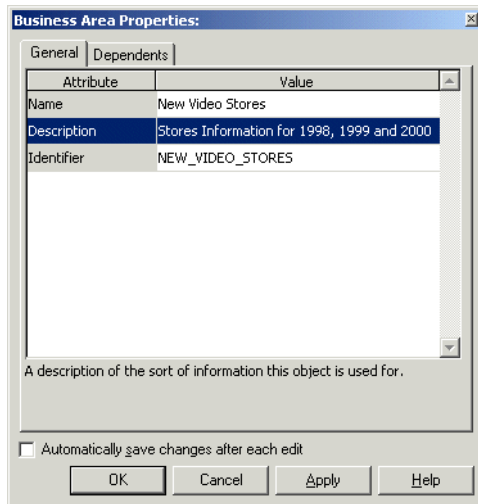 Business Area Properties:
General Dependents
Attribute Value
Name New Video Stores
Description Stores Information for 1998, 1999 and 2000
Identifier NEW_VIDEO_STORES
A description of the sort of information this object is used for.
Automatically save changes after each edit
OK Cancel Apply Help